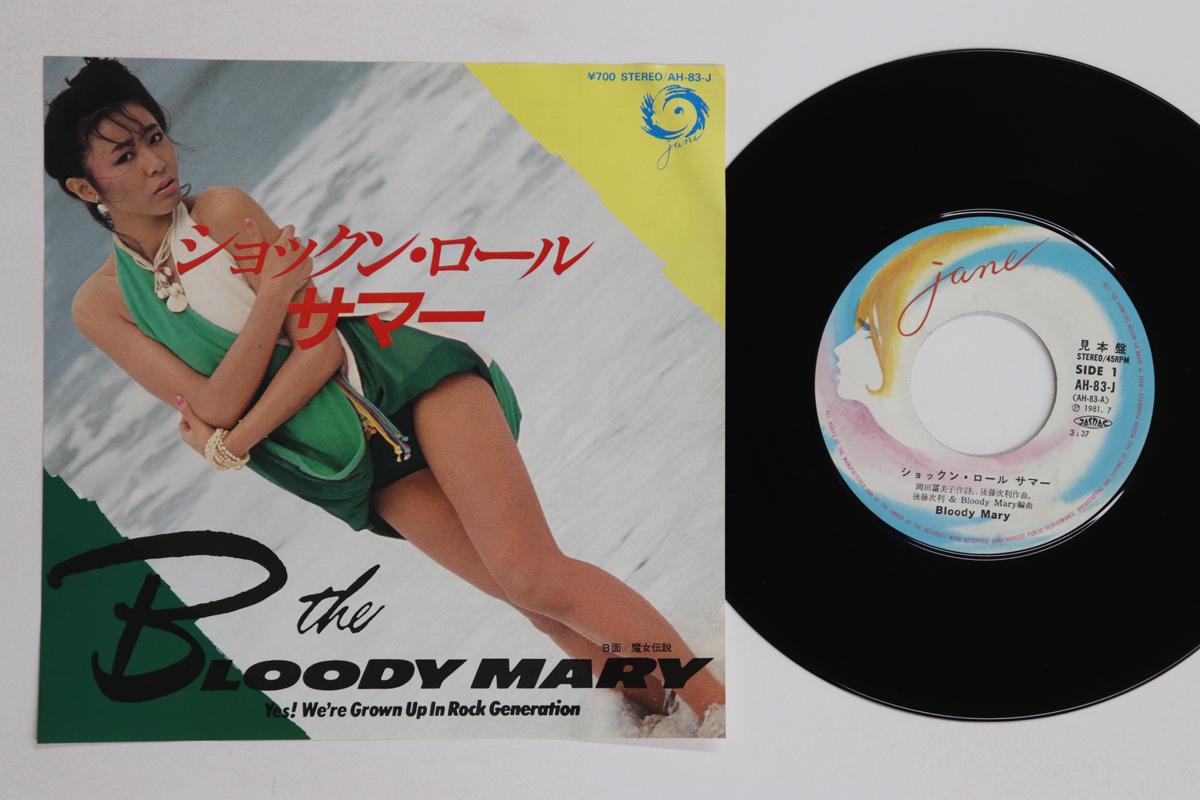 ¥700 STEREO/AH-83-J
jane
ショックン・ロール
サマー
the
B面/魔女伝説
BLOODY MARY
Yes! We're Grown Up In Rock Generation
jane
見本盤
STEREO/45RPM
SIDE 1
AH-83-J
(AH-83-A)
Ⓟ1981.7
JASRAC
3:37
ショックン・ロール サマー
岡田冨美子作詩、後藤次利作曲、
後藤次利 & Bloody Mary編曲
Bloody Mary